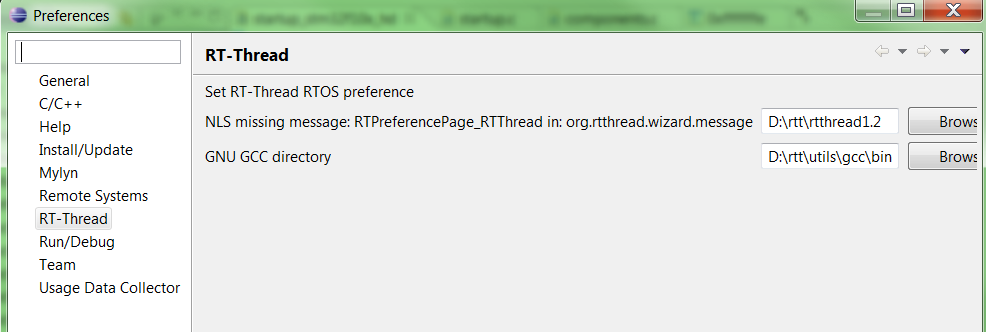 Preferences
RT-Thread
Set RT-Thread RTOS preference
NLS missing message: RTPreferencePage_RTThread in: org.rtthread.wizard.message D:\rtt\rtthread1.2 Brows
GNU GCC directory D:\rtt\utils\gcc\bin Brows
General
C/C++
Help
Install/Update
Mylyn
Remote Systems
RT-Thread
Run/Debug
Team
Usage Data Collector